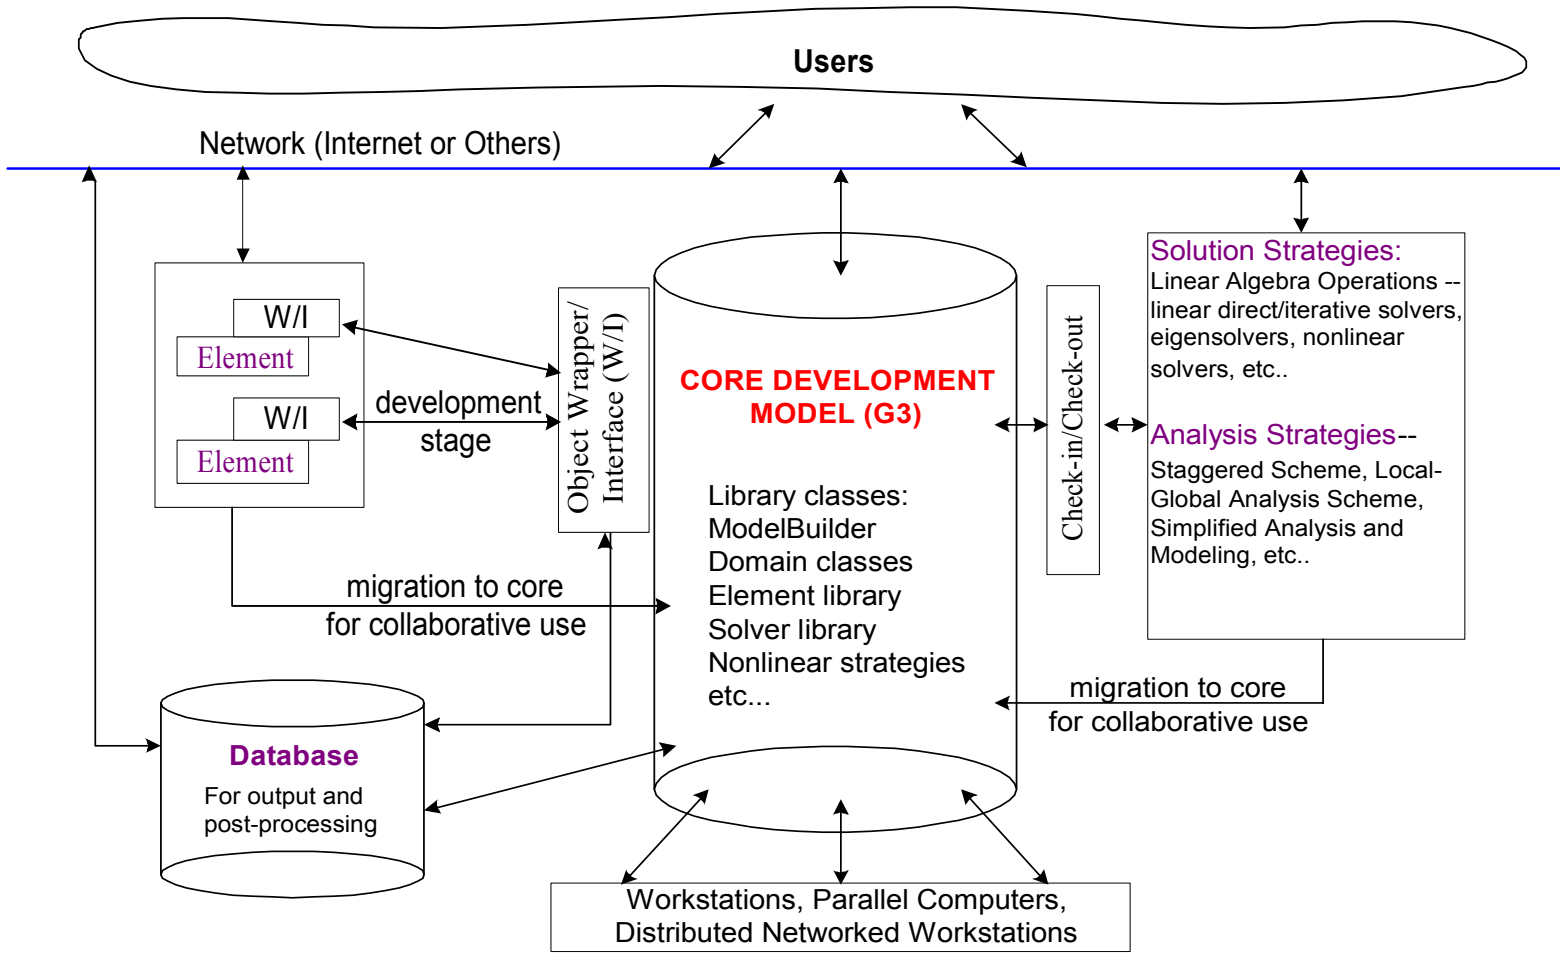 Users
Network (Internet or Others)
W/I
Element
W/I
Element
development
stage
Object Wrapper/
Interface (W/I)
migration to core
for collaborative use
Database
For output and
post-processing
CORE DEVELOPMENT
MODEL (G3)
Library classes:
ModelBuilder
Domain classes
Element library
Solver library
Nonlinear strategies
etc...
Check-in/Check-out
Solution Strategies:
Linear Algebra Operations --
linear direct/iterative solvers,
eigensolvers, nonlinear
solvers, etc..
Analysis Strategies--
Staggered Scheme, Local-
Global Analysis Scheme,
Simplified Analysis and
Modeling, etc..
migration to core
for collaborative use
Workstations, Parallel Computers,
Distributed Networked Workstations